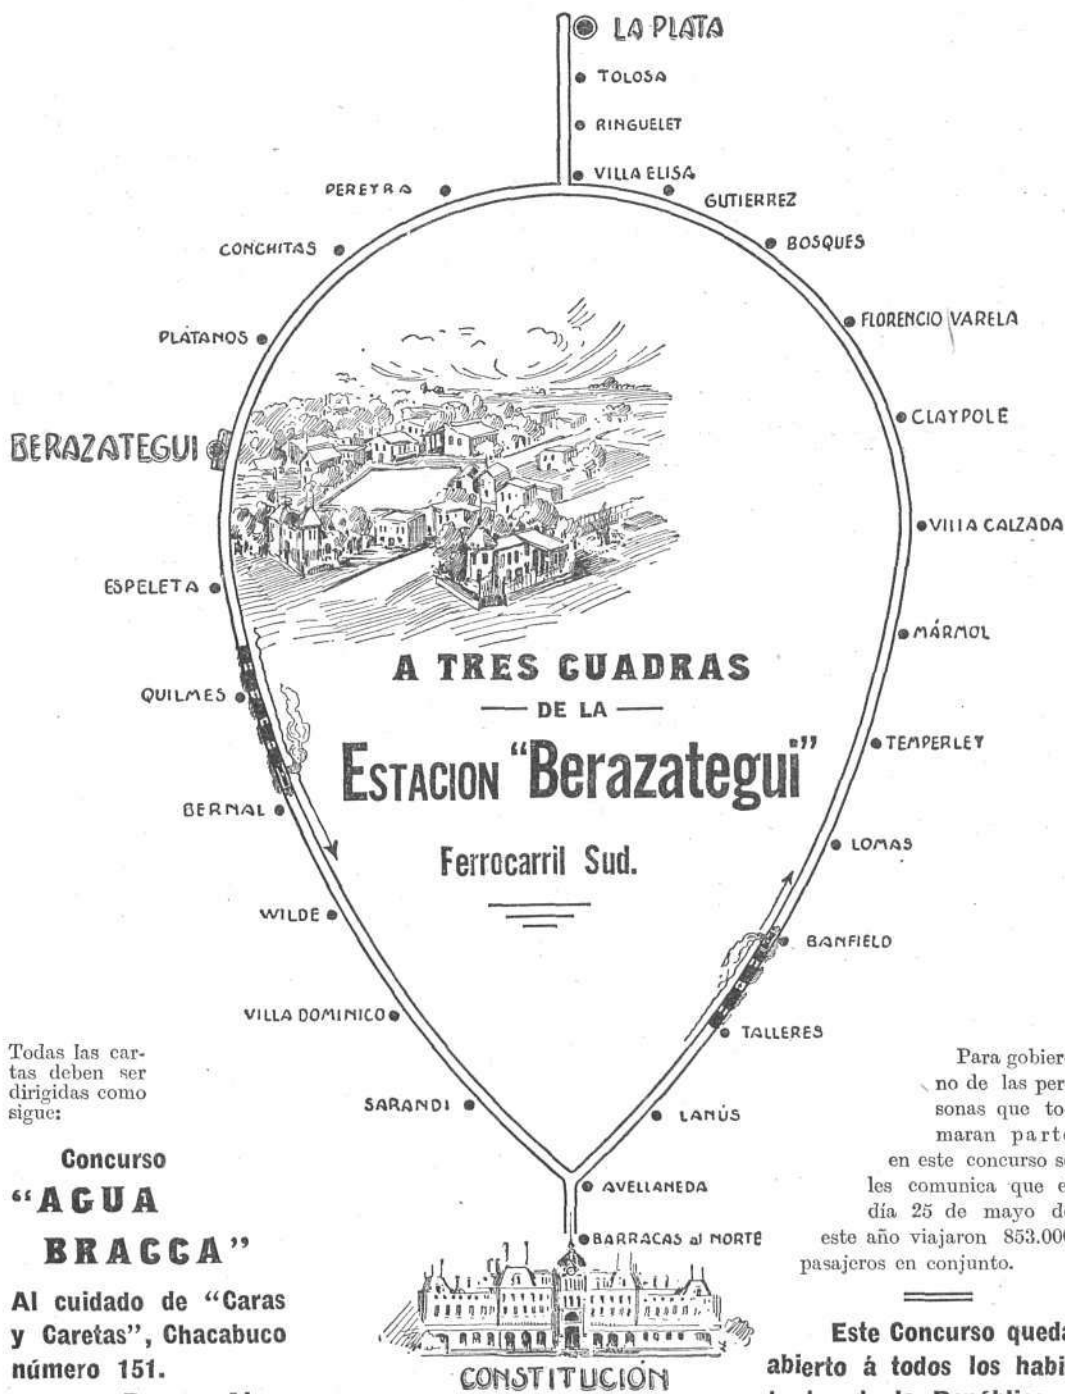 LA PLATA
TOLOSA
RINGUELET
VILLA ELISA
PEREYRA
GUTIERREZ
CONCHITAS
BOSQUES
PLÁTANOS
FLORENCIO VARELA
BERAZATEGUI
CLAYPOLE
VILLA CALZADA
ESPELETA
MÁRMOL
QUILMES
TEMPERLEY
BERNAL
LOMAS
WILDE
BANFIELD
VILLA DOMINICO
TALLERES
SARANDI
LANÚS
AVELLANEDA
BARRACAS al NORTE
CONSTITUCIÓN
A TRES CUADRAS
DE LA
ESTACION "Berazategui"
Ferrocarril Sud.
Todas las car-
tas deben ser
dirigidas como
sigue:
Concurso
"AGUA
BRACCA"
Al cuidado de "Caras
y Caretas", Chacabuco
número 151.
Para gobier
no de las per
sonas que to
maran parte
en este concurso s
les comunica que e
día 25 de mayo d
este año viajaron 853.000
pasajeros en conjunto.
Este Concurso queda
abierto á todos los habi